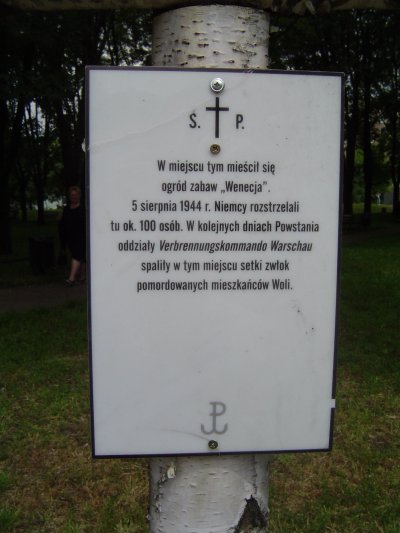 Ś. P.
W miejscu tym mieścił się
ogród zabaw „Wenecja”.
5 sierpnia 1944 r. Niemcy rozstrzelali
tu ok. 100 osób. W kolejnych dniach Powstania
oddziały Verbrennungskommando Warschau
spaliły w tym miejscu setki zwłok
pomordowanych mieszkańców Woli.